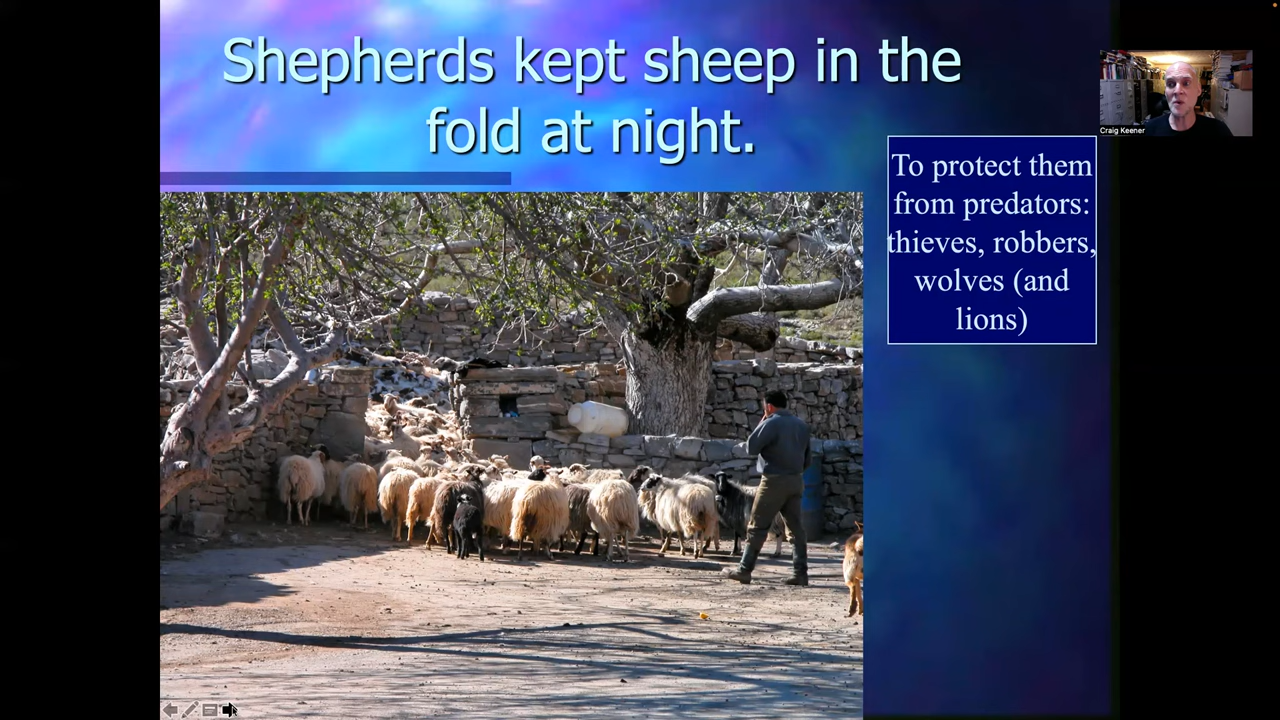 Shepherds kept sheep in the
fold at night.
Craig Keener
To protect them
from predators:
thieves, robbers,
wolves (and
lions)